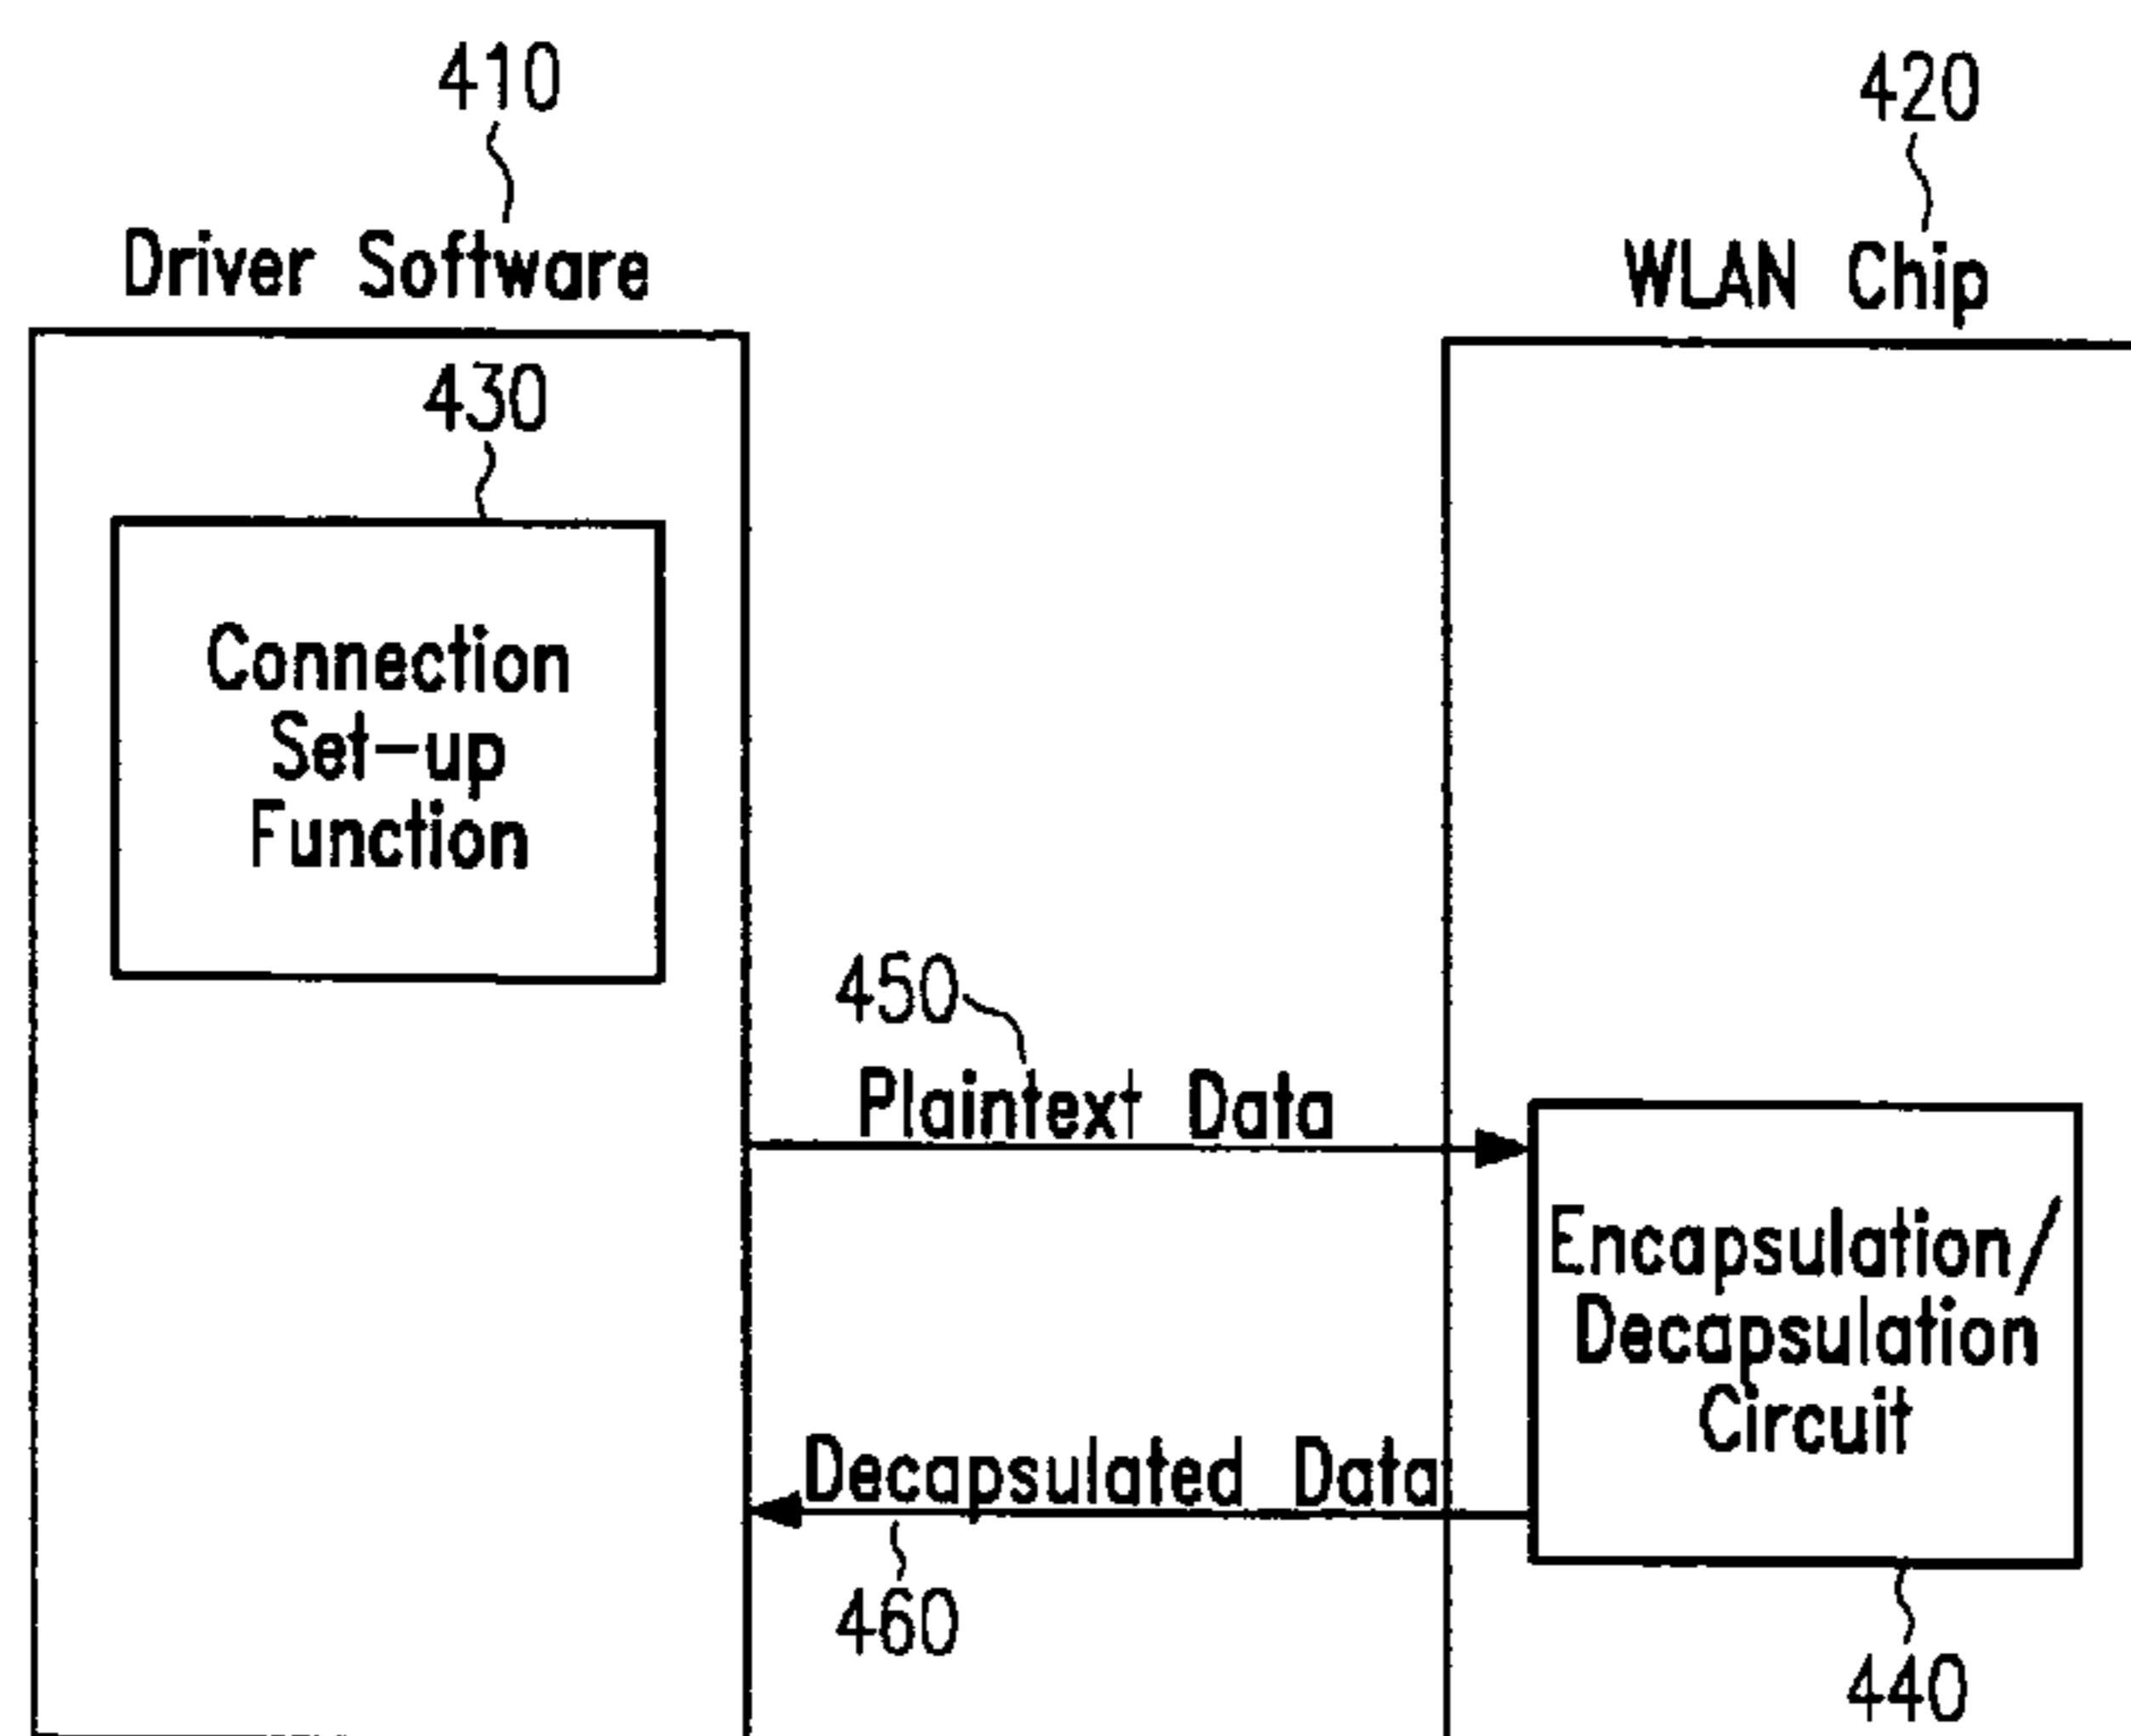 410
420
Driver Software
WLAN Chip
430
Connection
Set-up
Function
450
Plaintext Data
Encapsulation/
Decapsulation
Circuit
Decapsulated Data
460
440